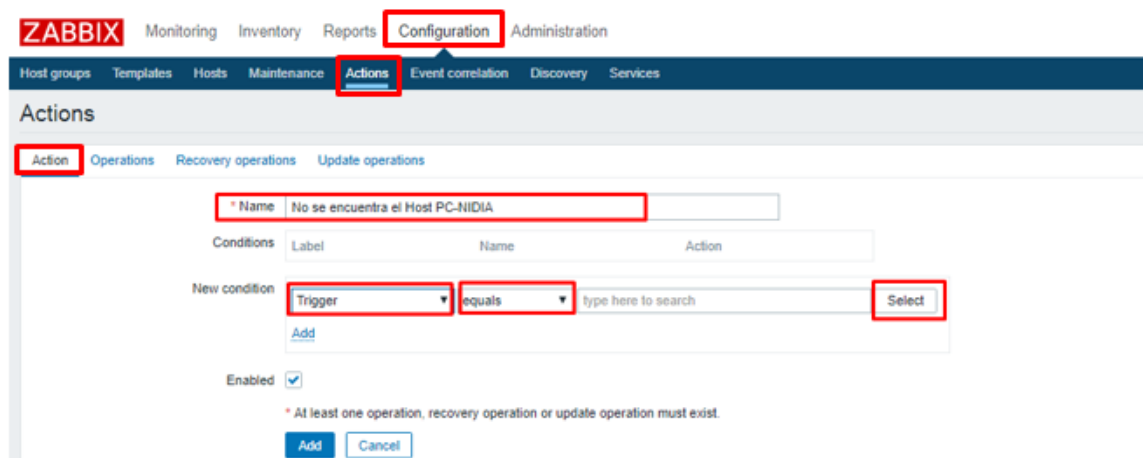 ZABBIX Monitoring Inventory Reports Configuration Administration
Host groups Templates Hosts Maintenance Actions Event correlation Discovery Services
Actions
Action Operations Recovery operations Update operations
* Name No se encuentra el Host PC-NIDIA
Conditions Label Name Action
New condition Trigger equals type here to search Select
Add
Enabled
* At least one operation, recovery operation or update operation must exist.
Add Cancel